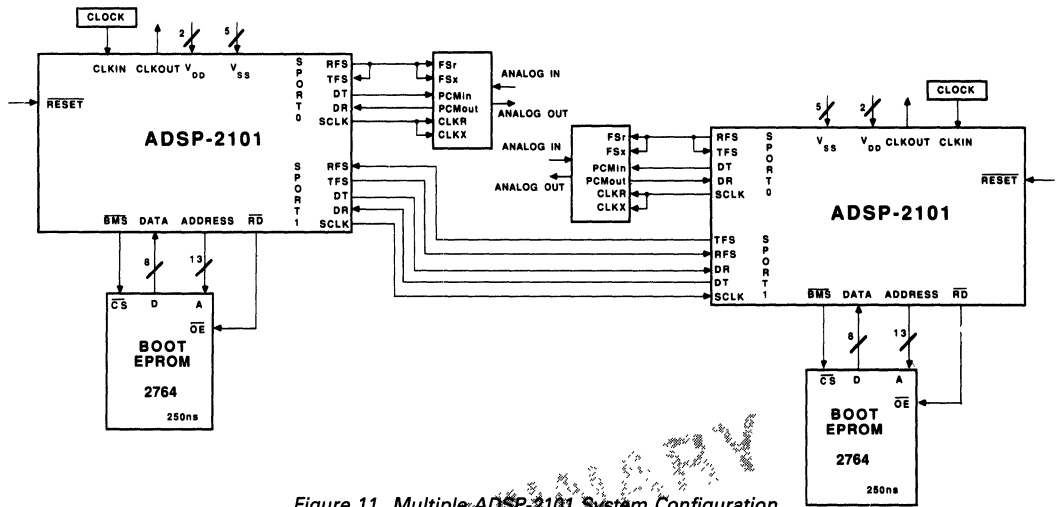 CLOCK
2
5
CLKIN CLKOUT VDD VSS
RESET
ADSP-2101
SPORT0
RFS
TFS
DT
DR
SCLK
SPORT1
RFS
TFS
DT
DR
SCLK
BMS DATA ADDRESS RD
8
13
CS D A
OE
BOOT
EPROM
2764
250ns
FSr
FSx
PCMin
PCMout
CLKR
CLKX
ANALOG IN
ANALOG OUT
ANALOG IN
ANALOG OUT
FSr
FSx
PCMin
PCMout
CLKR
CLKX
CLOCK
5
2
VSS VDD CLKOUT CLKIN
RFS
TFS
DT
DR
SCLK
SPORT0
RESET
ADSP-2101
TFS
RFS
DR
DT
SCLK
SPORT1
BMS DATA ADDRESS RD
8
13
CS D A
OE
BOOT
EPROM
2764
250ns
Figure 11. Multiple ADSP-2101 System Configuration